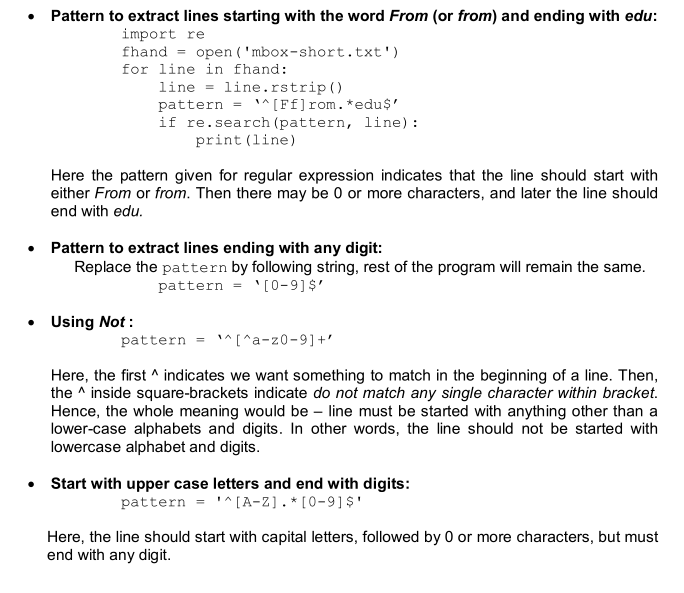 • Pattern to extract lines starting with the word From (or from) and ending with edu:
import re
fhand = open('mbox-short.txt')
for line in fhand:
line = line.rstrip()
pattern = ‘^[Ff]rom.*edu$’
if re.search(pattern, line):
print(line)
Here the pattern given for regular expression indicates that the line should start with
either From or from. Then there may be 0 or more characters, and later the line should
end with edu.
• Pattern to extract lines ending with any digit:
Replace the pattern by following string, rest of the program will remain the same.
pattern = ‘[0-9]$’
• Using Not :
pattern = ‘^[^a-z0-9]+’
Here, the first ^ indicates we want something to match in the beginning of a line. Then,
the ^ inside square-brackets indicate do not match any single character within bracket.
Hence, the whole meaning would be – line must be started with anything other than a
lower-case alphabets and digits. In other words, the line should not be started with
lowercase alphabet and digits.
• Start with upper case letters and end with digits:
pattern = '^[A-Z].*[0-9]$'
Here, the line should start with capital letters, followed by 0 or more characters, but must
end with any digit.